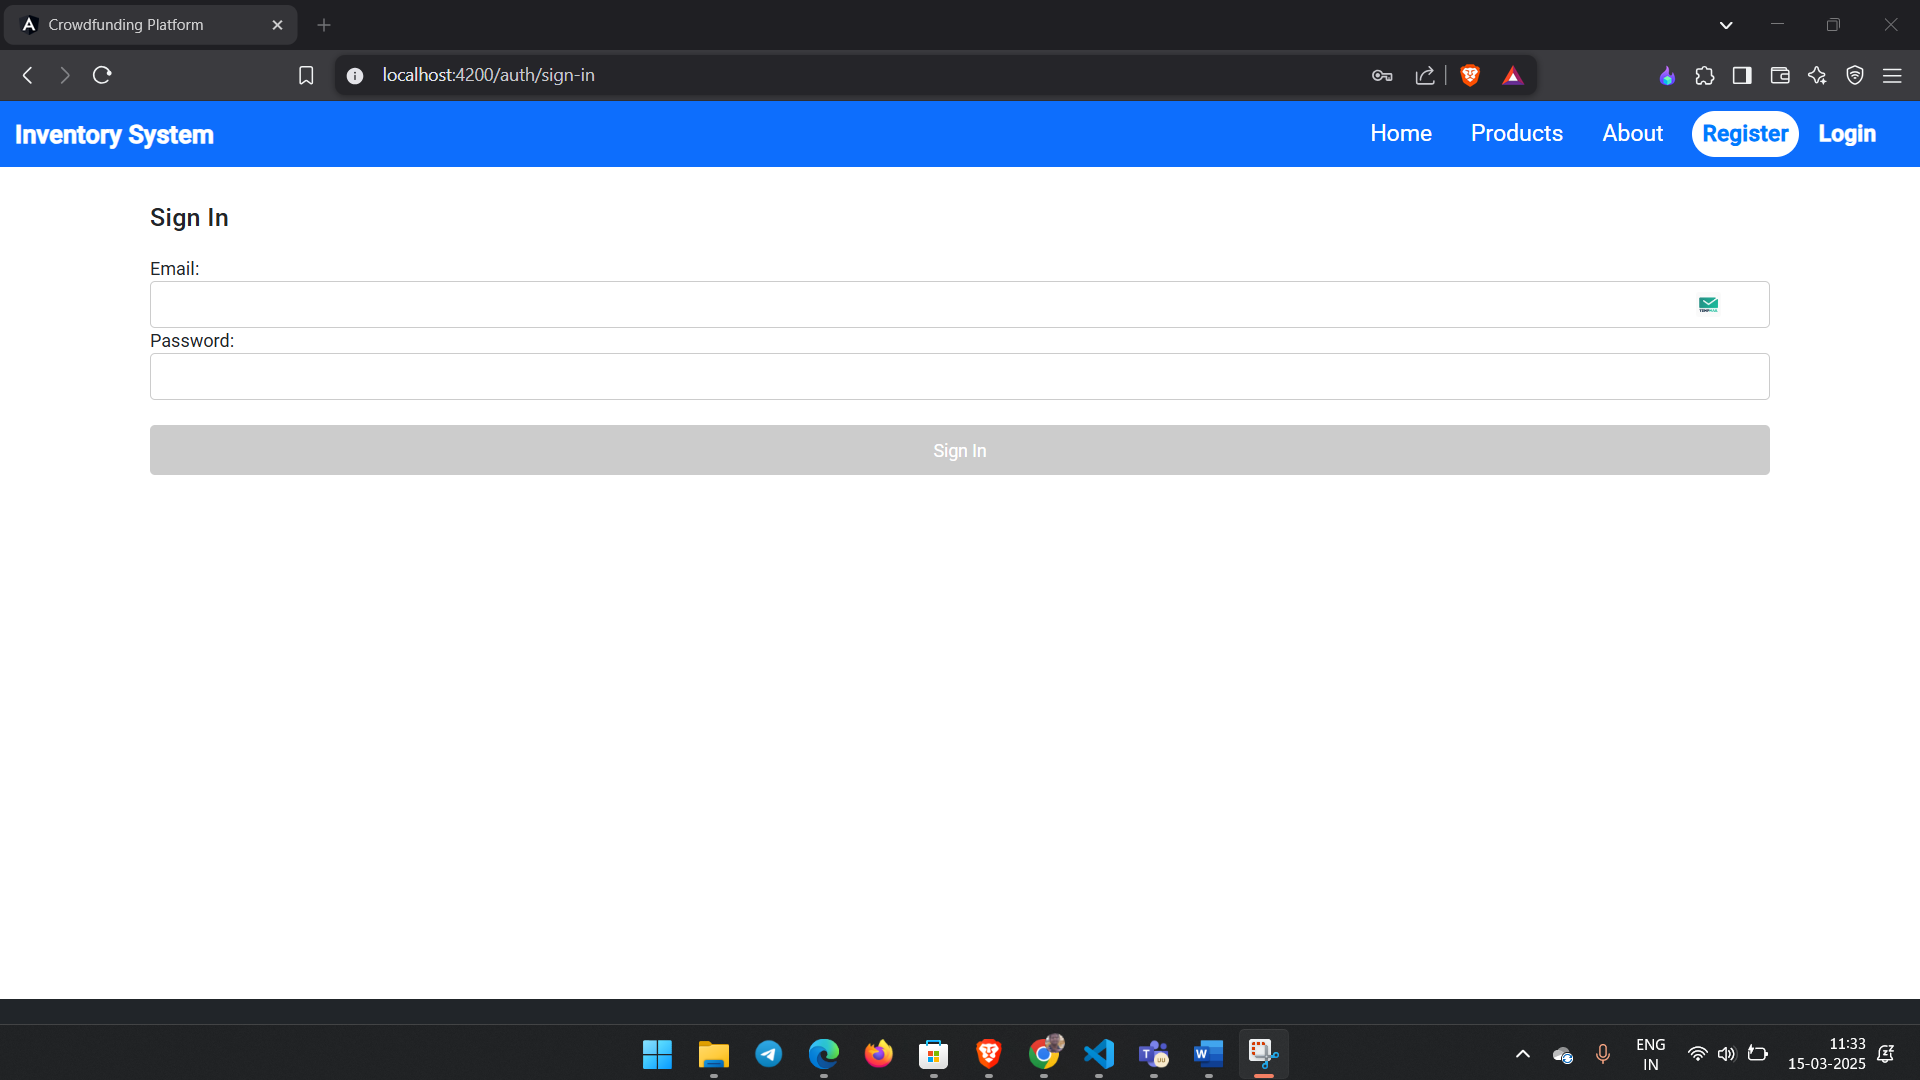 Crowdfunding Platform
localhost:4200/auth/sign-in
Inventory System
Home
Products
About
Register
Login
Sign In
Email:
Password:
Sign In
ENG
IN
11:33
15-03-2025